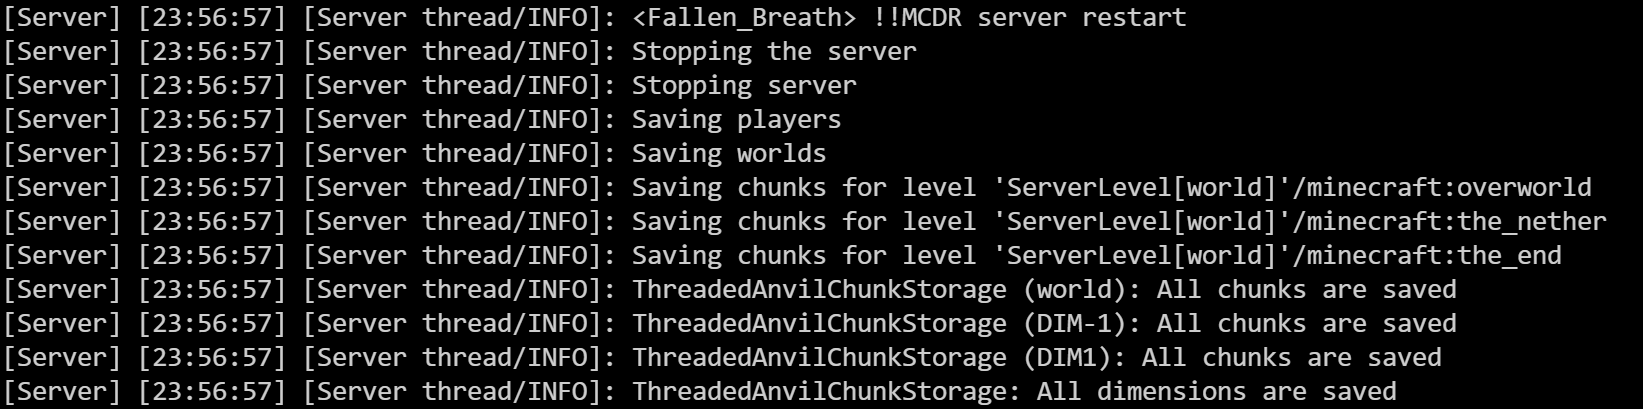 [Server] [23:56:57] [Server thread/INFO]: <Fallen_Breath> !!MCDR server restart
[Server] [23:56:57] [Server thread/INFO]: Stopping the server
[Server] [23:56:57] [Server thread/INFO]: Stopping server
[Server] [23:56:57] [Server thread/INFO]: Saving players
[Server] [23:56:57] [Server thread/INFO]: Saving worlds
[Server] [23:56:57] [Server thread/INFO]: Saving chunks for level 'ServerLevel[world]'/minecraft:overworld
[Server] [23:56:57] [Server thread/INFO]: Saving chunks for level 'ServerLevel[world]'/minecraft:the_nether
[Server] [23:56:57] [Server thread/INFO]: Saving chunks for level 'ServerLevel[world]'/minecraft:the_end
[Server] [23:56:57] [Server thread/INFO]: ThreadedAnvilChunkStorage (world): All chunks are saved
[Server] [23:56:57] [Server thread/INFO]: ThreadedAnvilChunkStorage (DIM-1): All chunks are saved
[Server] [23:56:57] [Server thread/INFO]: ThreadedAnvilChunkStorage (DIM1): All chunks are saved
[Server] [23:56:57] [Server thread/INFO]: ThreadedAnvilChunkStorage: All dimensions are saved